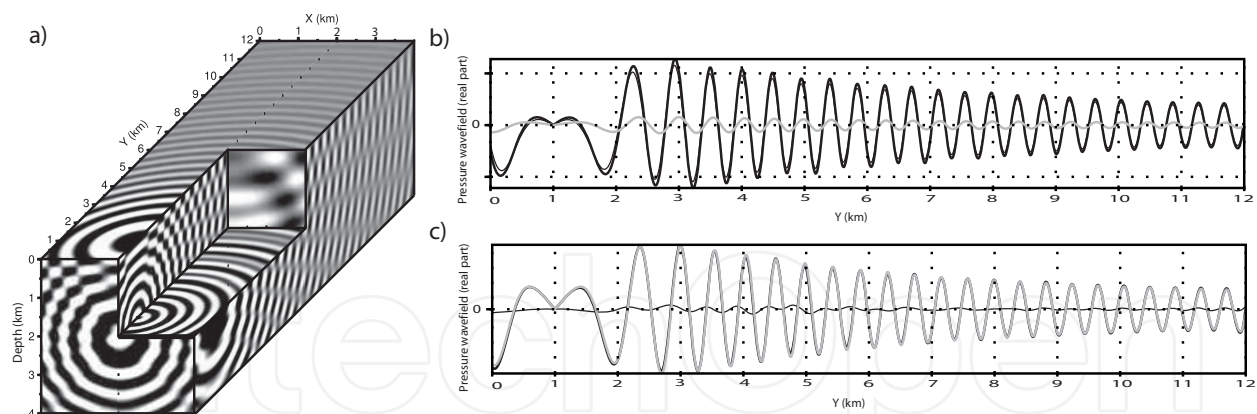 a)
X (km)
0 1 2 3
12
11
10
9
8
7
6
5
4
3
2
1
Y (km)
0
1
2
3
4
Depth (km)
b)
Pressure wavefield (real part)
0
0 1 2 3 4 5 6 7 8 9 10 11 12
Y (km)
c)
Pressure wavefield (real part)
0
0 1 2 3 4 5 6 7 8 9 10 11 12
Y (km)
intechopen